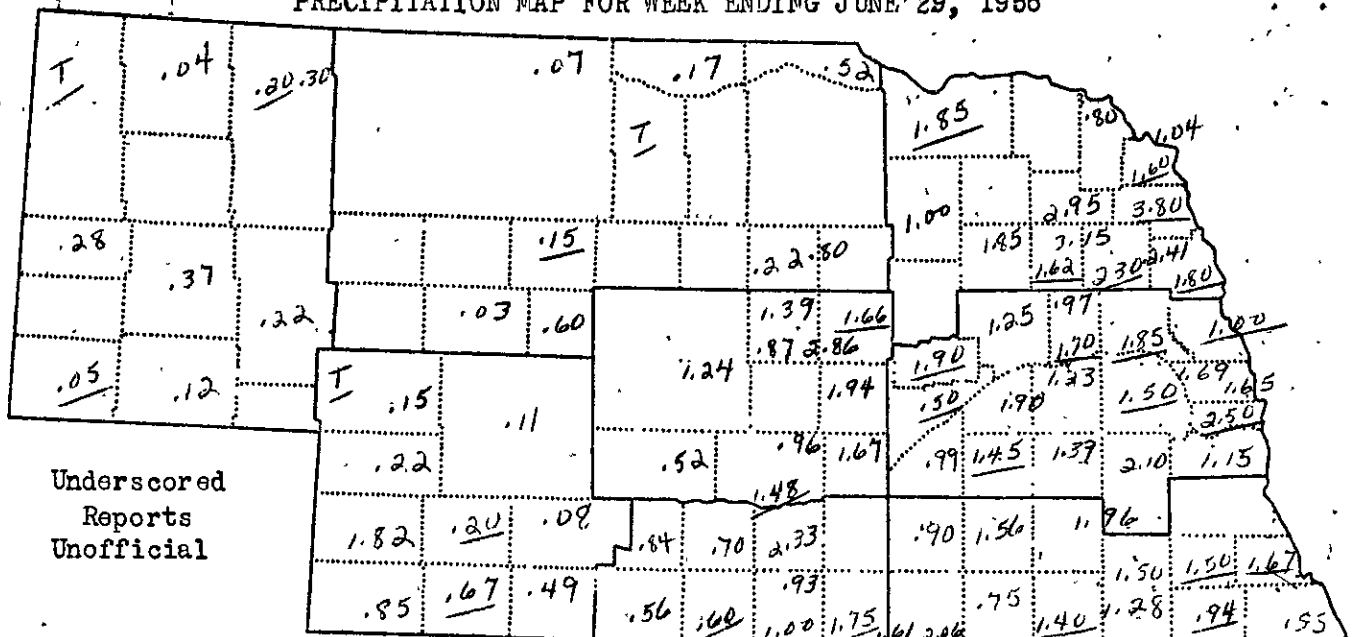 PRECIPITATION MAP FOR WEEK ENDING JUNE 29, 1956
T .04 .20 .30 .07 .17 .52
T 1.85 .80 1.04
1.60
1.00 2.95 3.80
.28 .15 .22 .80 1.85 3.15 2.41
1.62 2.30 1.80
.37 .22 .03 .60 1.39 1.66 1.25 .97 1.00
.87 2.86 1.90 1.70 1.85
.05 .12 T .15 .11 1.24 1.94 .50 1.90 1.23 1.50 1.69 1.65
2.50
.22 .52 .96 1.67 .99 1.45 1.39 2.10 1.15
1.48
Underscored
Reports
Unofficial
1.82 .20 .08 .84 .70 2.33 .90 1.56 1.96
.85 .67 .49 .93 1.50 1.50 1.67
.56 .60 1.00 1.75 .61 2.06 .75 1.40 1.28 .94 .55